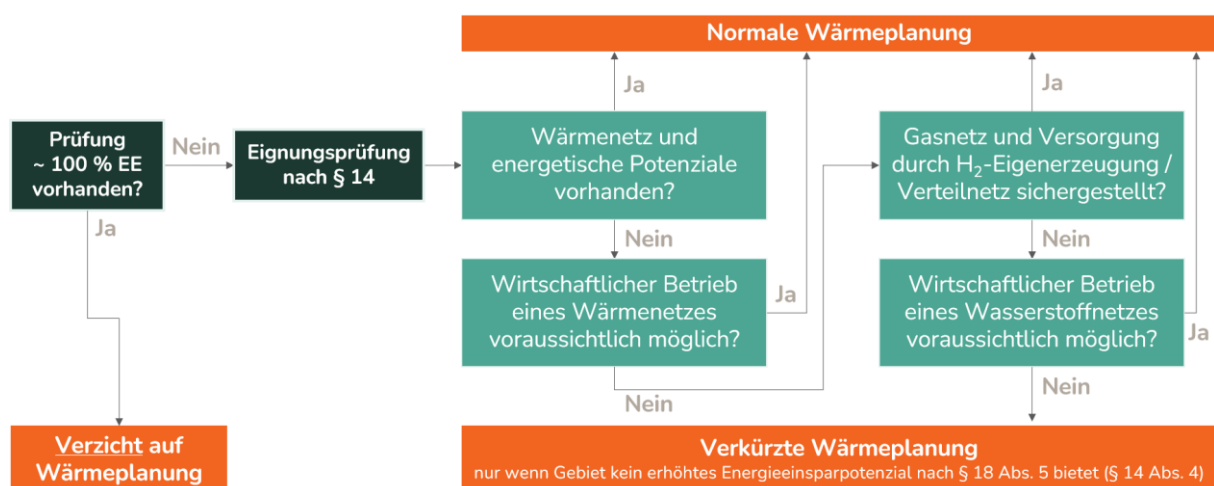 Normale Wärmeplanung
Ja
Ja
Prüfung
~ 100 % EE
vorhanden?
Nein
Eignungsprüfung
nach § 14
Wärmenetz und
energetische Potenziale
vorhanden?
Gasnetz und Versorgung
durch H₂-Eigenerzeugung /
Verteilnetz sichergestellt?
Ja
Nein
Nein
Wirtschaftlicher Betrieb
eines Wärmenetzes
voraussichtlich möglich?
Ja
Wirtschaftlicher Betrieb
eines Wasserstoffnetzes
voraussichtlich möglich?
Ja
Nein
Nein
Verzicht auf
Wärmeplanung
Verkürzte Wärmeplanung
nur wenn Gebiet kein erhöhtes Energieeinsparpotenzial nach § 18 Abs. 5 bietet (§ 14 Abs. 4)